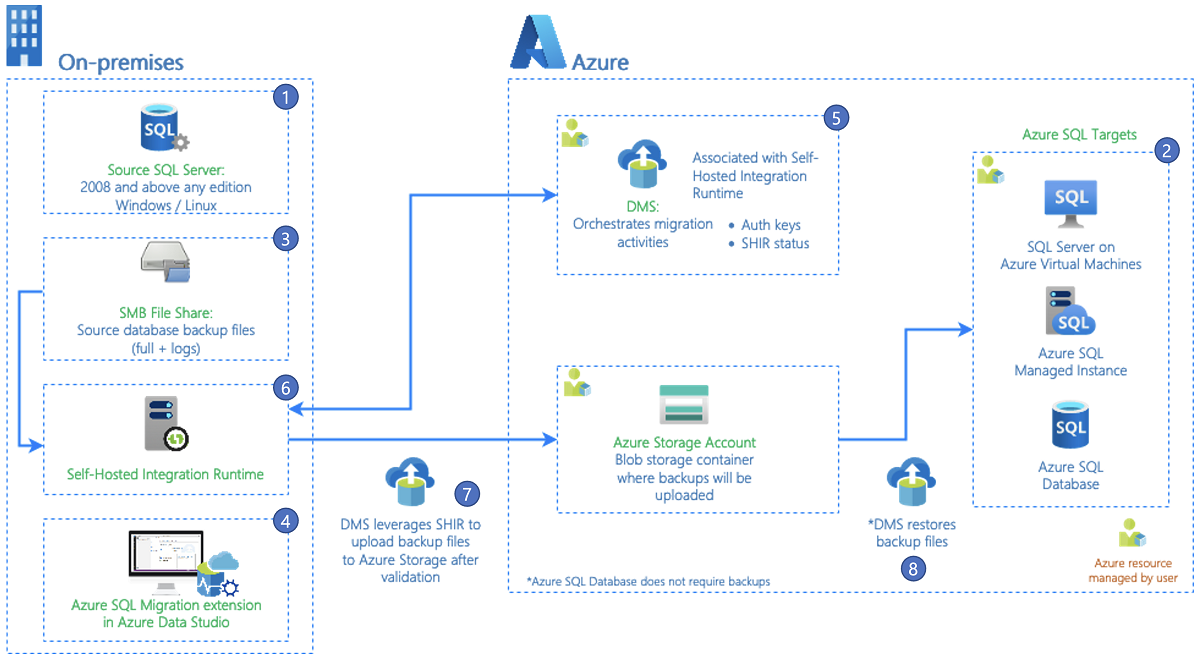 On-premises
1
SQL
Source SQL Server:
2008 and above any edition
Windows / Linux
3
SMB File Share:
Source database backup files
(full + logs)
6
Self-Hosted Integration Runtime
4
Azure SQL Migration extension
in Azure Data Studio
7
DMS leverages SHIR to
upload backup files
to Azure Storage after
validation
Azure
5
DMS:
Orchestrates migration
activities
Associated with Self-
Hosted Integration
Runtime
• Auth keys
• SHIR status
Azure Storage Account
Blob storage container
where backups will be
uploaded
*DMS restores
backup files
8
*Azure SQL Database does not require backups
Azure SQL Targets
2
SQL
SQL Server on
Azure Virtual Machines
SQL
Azure SQL
Managed Instance
SQL
Azure SQL
Database
Azure resource
managed by user